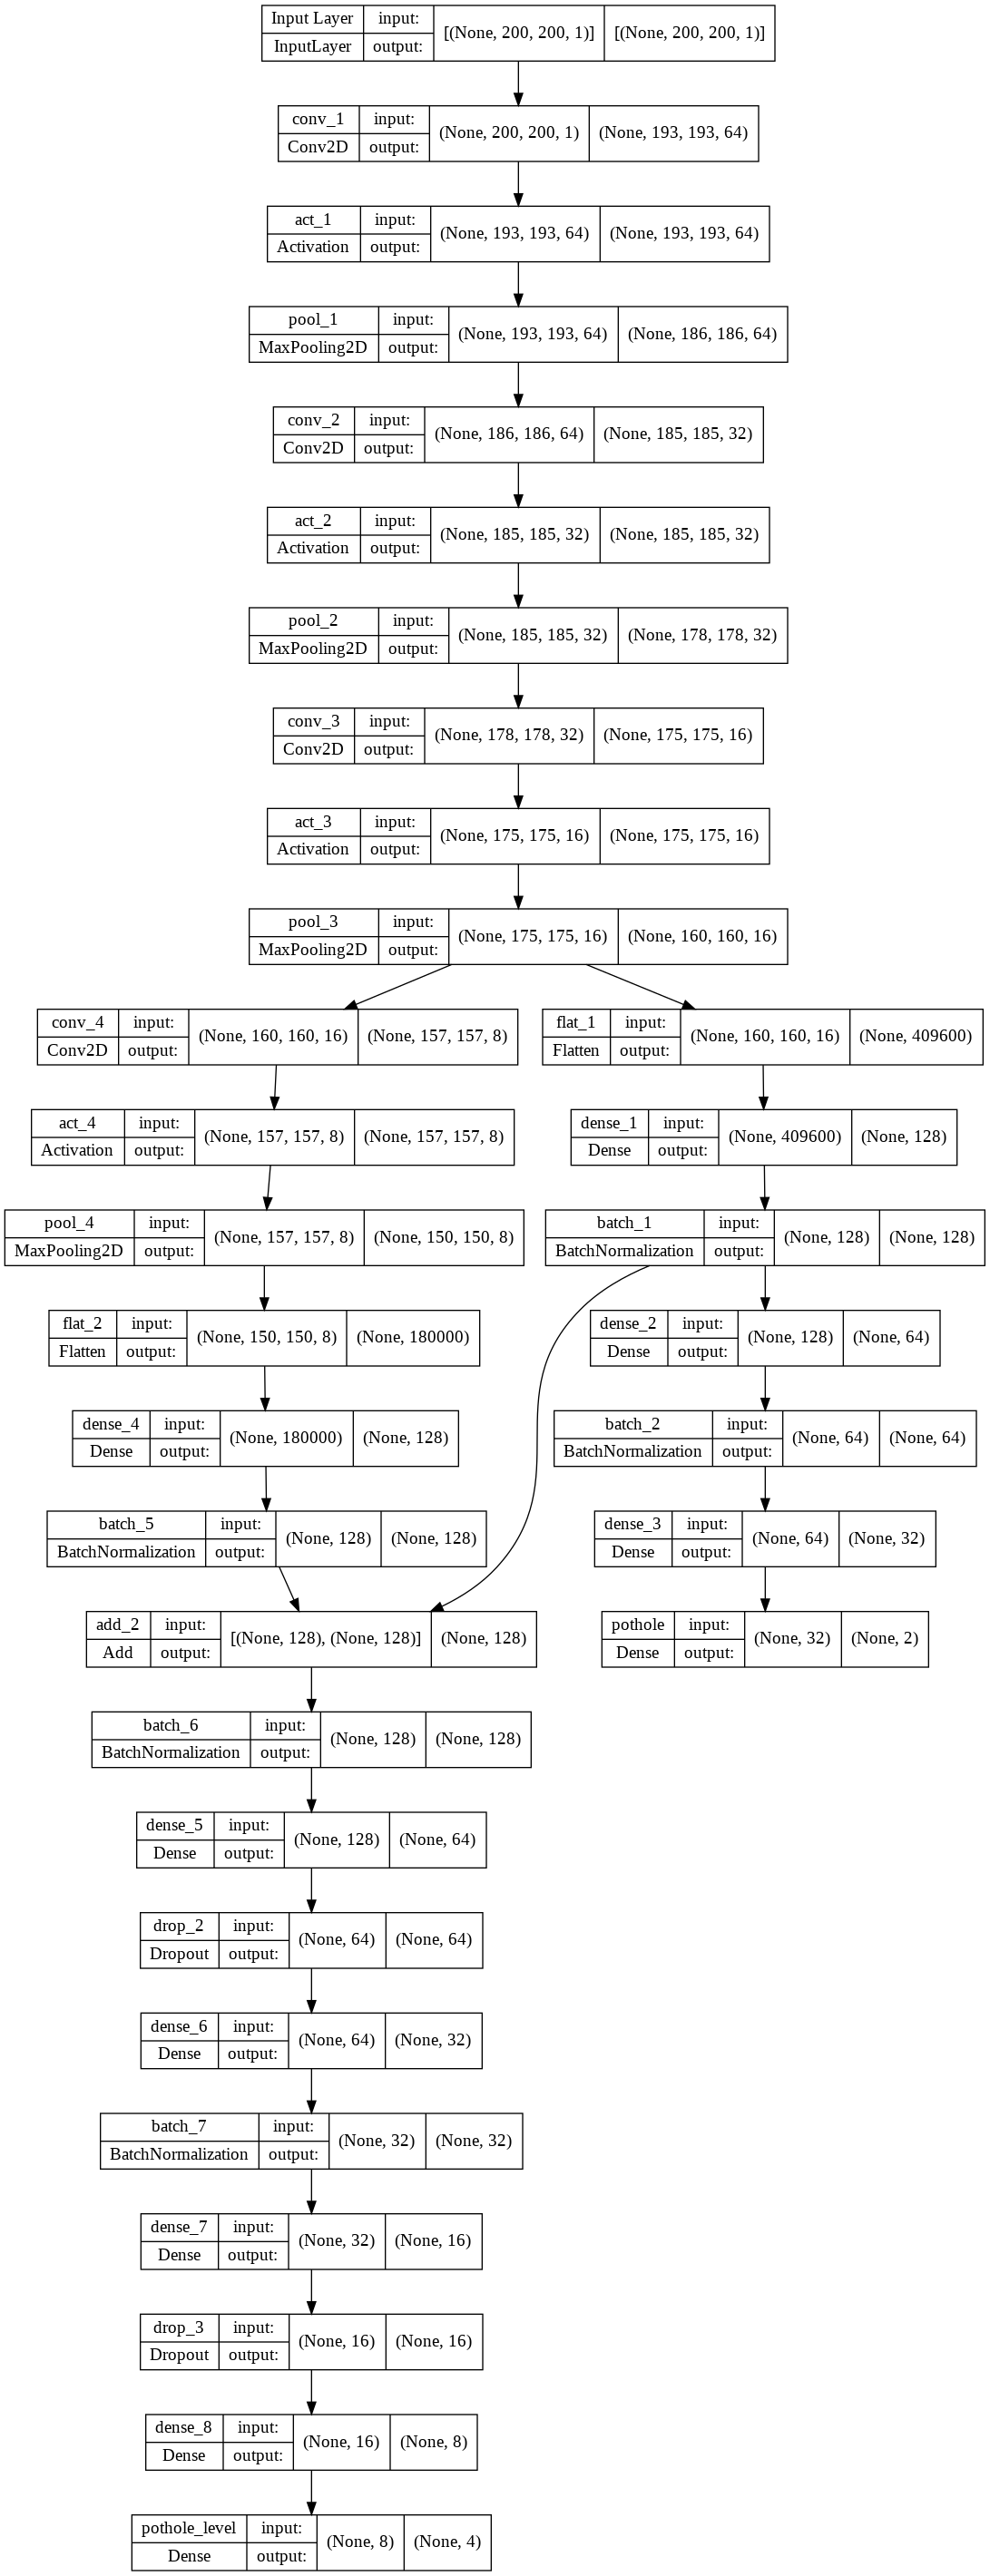 Input Layer input: [(None, 200, 200, 1)] [(None, 200, 200, 1)]
InputLayer output:
conv_1 input: (None, 200, 200, 1) (None, 193, 193, 64)
Conv2D output:
act_1 input: (None, 193, 193, 64) (None, 193, 193, 64)
Activation output:
pool_1 input: (None, 193, 193, 64) (None, 186, 186, 64)
MaxPooling2D output:
conv_2 input: (None, 186, 186, 64) (None, 185, 185, 32)
Conv2D output:
act_2 input: (None, 185, 185, 32) (None, 185, 185, 32)
Activation output:
pool_2 input: (None, 185, 185, 32) (None, 178, 178, 32)
MaxPooling2D output:
conv_3 input: (None, 178, 178, 32) (None, 175, 175, 16)
Conv2D output:
act_3 input: (None, 175, 175, 16) (None, 175, 175, 16)
Activation output:
pool_3 input: (None, 175, 175, 16) (None, 160, 160, 16)
MaxPooling2D output:
conv_4 input: (None, 160, 160, 16) (None, 157, 157, 8)
Conv2D output:
flat_1 input: (None, 160, 160, 16) (None, 409600)
Flatten output:
act_4 input: (None, 157, 157, 8) (None, 157, 157, 8)
Activation output:
dense_1 input: (None, 409600) (None, 128)
Dense output:
pool_4 input: (None, 157, 157, 8) (None, 150, 150, 8)
MaxPooling2D output:
batch_1 input: (None, 128) (None, 128)
BatchNormalization output:
flat_2 input: (None, 150, 150, 8) (None, 180000)
Flatten output:
dense_2 input: (None, 128) (None, 64)
Dense output:
dense_4 input: (None, 180000) (None, 128)
Dense output:
batch_2 input: (None, 64) (None, 64)
BatchNormalization output:
batch_5 input: (None, 128) (None, 128)
BatchNormalization output:
dense_3 input: (None, 64) (None, 32)
Dense output:
add_2 input: [(None, 128), (None, 128)] (None, 128)
Add output:
pothole input: (None, 32) (None, 2)
Dense output:
batch_6 input: (None, 128) (None, 128)
BatchNormalization output:
dense_5 input: (None, 128) (None, 64)
Dense output:
drop_2 input: (None, 64) (None, 64)
Dropout output:
dense_6 input: (None, 64) (None, 32)
Dense output:
batch_7 input: (None, 32) (None, 32)
BatchNormalization output:
dense_7 input: (None, 32) (None, 16)
Dense output:
drop_3 input: (None, 16) (None, 16)
Dropout output:
dense_8 input: (None, 16) (None, 8)
Dense output:
pothole_level input: (None, 8) (None, 4)
Dense output: